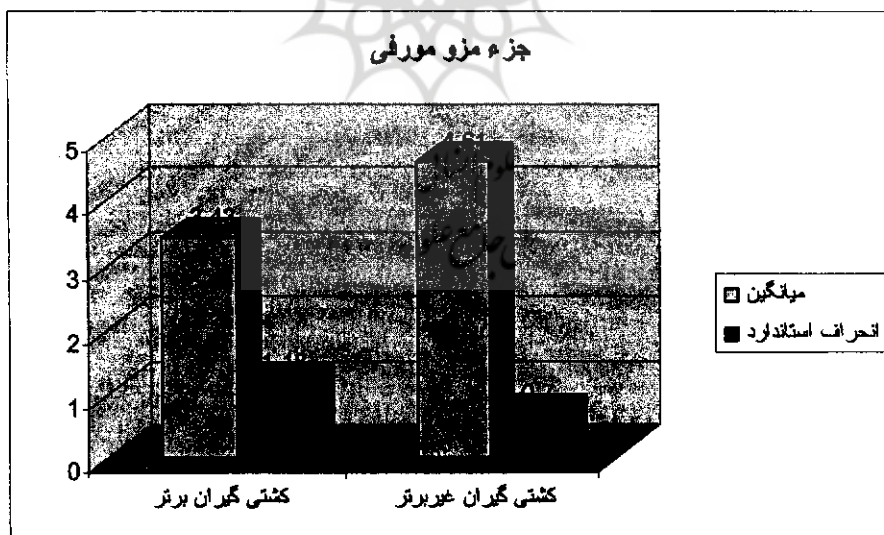 جزء مزو مورفی
5
4
3
2
1
0
میانگین
انحراف استاندارد
کشتی گیران برتر
کشتی گیران غیربرتر